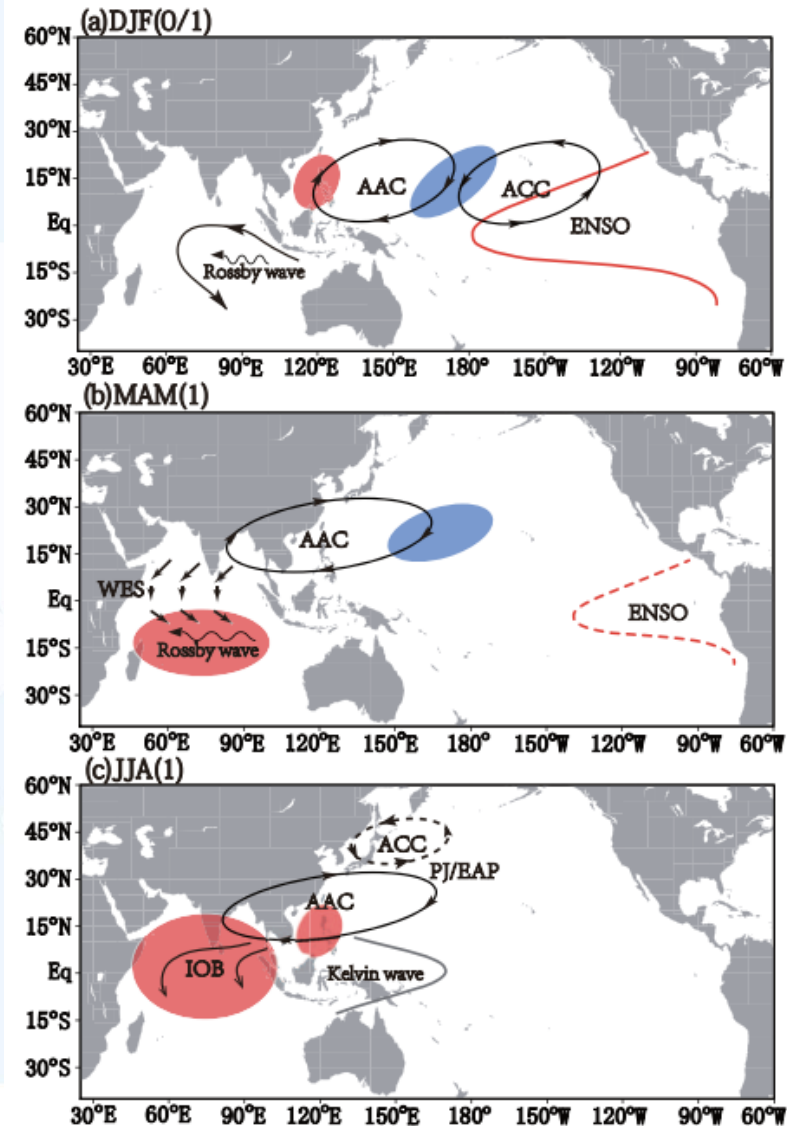 (a)DJF(0/1)
60°N
45°N
30°N
15°N
Eq
15°S
30°S
AAC
ACC
ENSO
Rossby wave
30°E 60°E 90°E 120°E 150°E 180° 150°W 120°W 90°W 60°W
(b)MAM(1)
60°N
45°N
30°N
15°N
Eq
15°S
30°S
AAC
WES
ENSO
Rossby wave
30°E 60°E 90°E 120°E 150°E 180° 150°W 120°W 90°W 60°W
(c)JJA(1)
60°N
45°N
30°N
15°N
Eq
15°S
30°S
ACC
PJ/EAP
AAC
IOB
Kelvin wave
30°E 60°E 90°E 120°E 150°E 180° 150°W 120°W 90°W 60°W